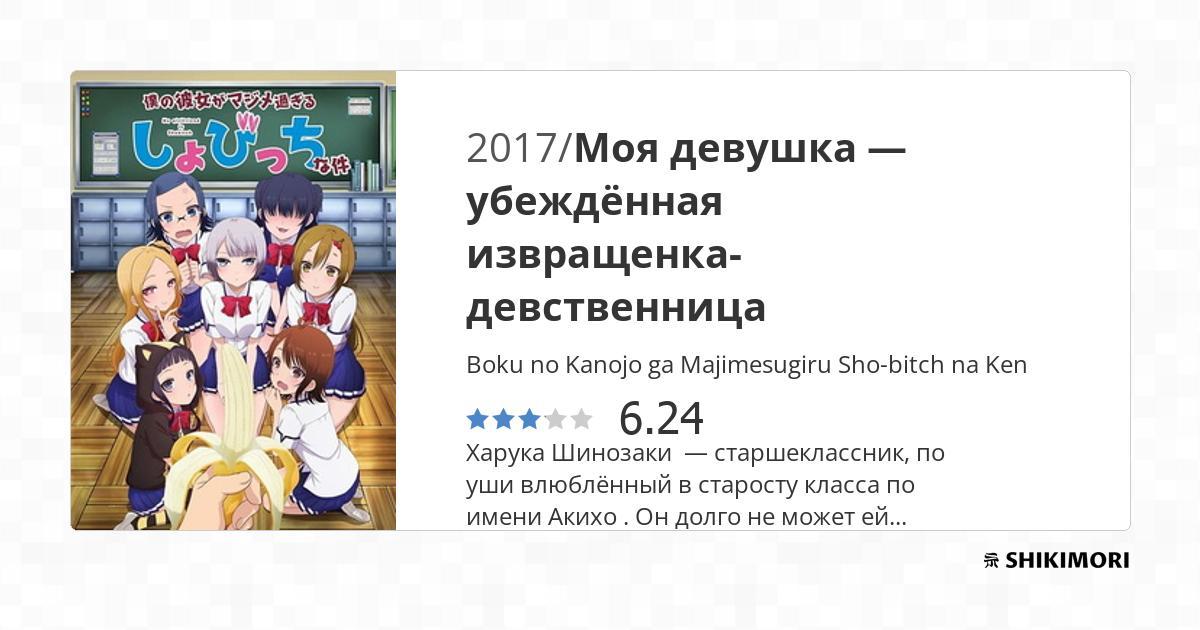 僕の彼女がマジメ過ぎる
しょびっち
な件
2017/Моя девушка —
убеждённая
извращенка-
девственница
Boku no Kanojo ga Majimesugiru Sho-bitch na Ken
6.24
Харука Шинозаки — старшеклассник, по
уши влюблённый в старосту класса по
имени Акихо . Он долго не может ей...
SHIKIMORI